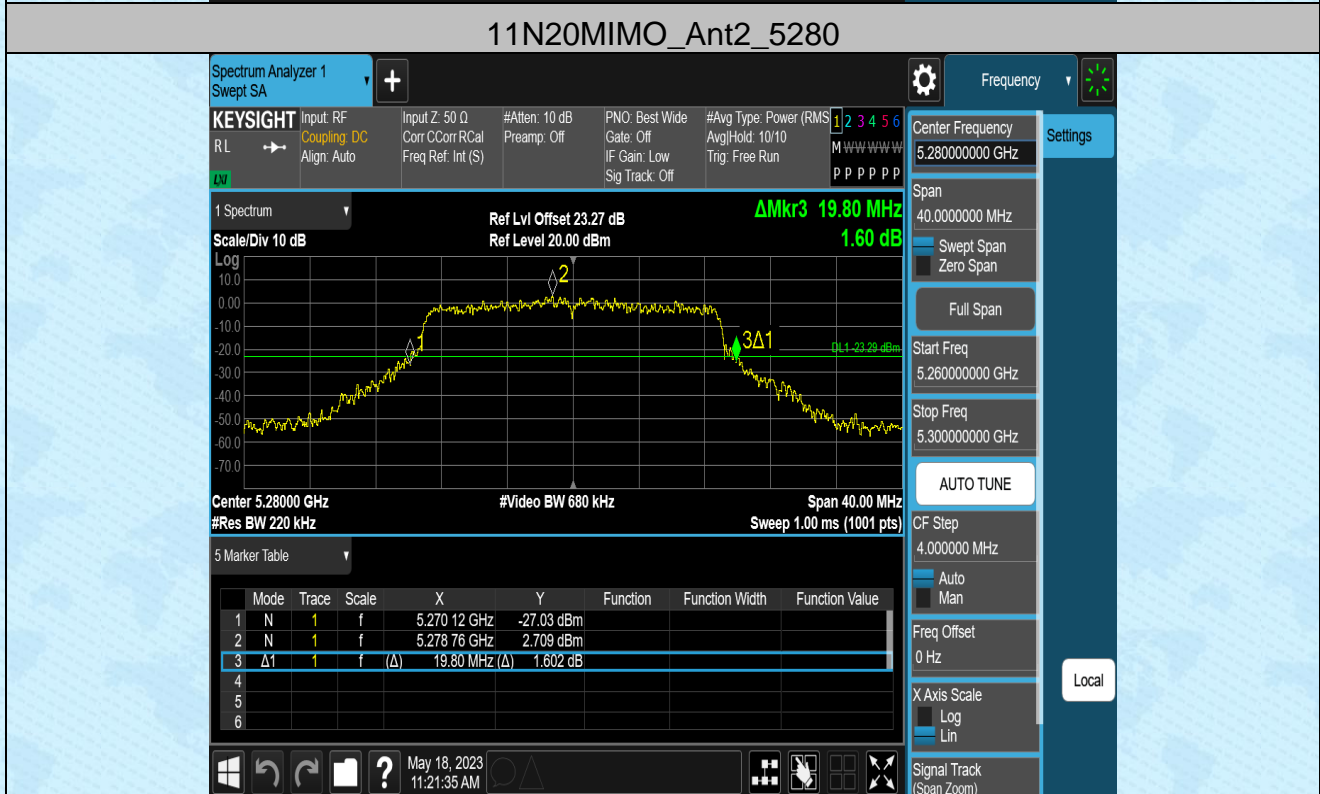 11N20MIMO_Ant2_5280
Spectrum Analyzer 1
Swept SA
Frequency
KEYSIGHT
RL
LXI
Input: RF
Coupling: DC
Align: Auto
Input Z: 50 Ω
Corr CCorr RCal
Freq Ref: Int (S)
#Atten: 10 dB
Preamp: Off
PNO: Best Wide
Gate: Off
IF Gain: Low
Sig Track: Off
#Avg Type: Power (RMS
Avg|Hold: 10/10
Trig: Free Run
1 2 3 4 5 6
M W W W W W
P P P P P P
1 Spectrum
Scale/Div 10 dB
Ref Lvl Offset 23.27 dB
Ref Level 20.00 dBm
ΔMkr3 19.80 MHz
1.60 dB
Log
10.0
0.00
-10.0
-20.0
-30.0
-40.0
-50.0
-60.0
-70.0
1
2
3Δ1
DL1 -23.29 dBm
Center 5.28000 GHz
#Res BW 220 kHz
#Video BW 680 kHz
Span 40.00 MHz
Sweep 1.00 ms (1001 pts)
5 Marker Table
Mode Trace Scale X Y Function Function Width Function Value
1 N 1 f 5.270 12 GHz -27.03 dBm
2 N 1 f 5.278 76 GHz 2.709 dBm
3 Δ1 1 f (Δ) 19.80 MHz (Δ) 1.602 dB
4
5
6
?
May 18, 2023
11:21:35 AM
Center Frequency
5.280000000 GHz
Settings
Span
40.0000000 MHz
Swept Span
Zero Span
Full Span
Start Freq
5.260000000 GHz
Stop Freq
5.300000000 GHz
AUTO TUNE
CF Step
4.000000 MHz
Auto
Man
Freq Offset
0 Hz
X Axis Scale
Log
Lin
Local
Signal Track
(Span Zoom)